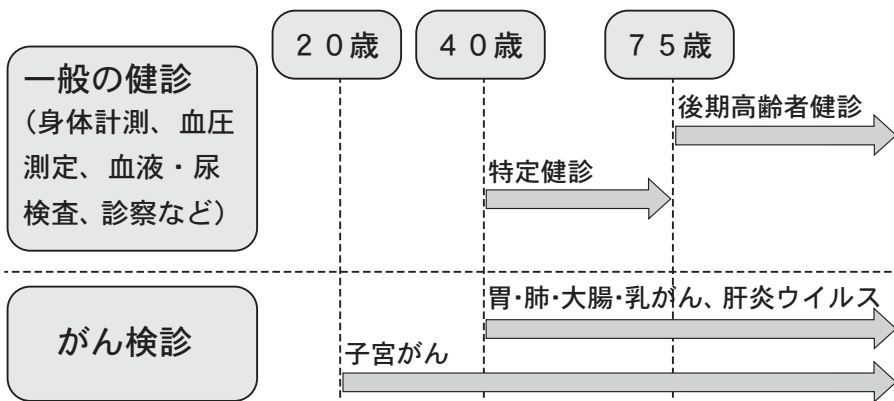 ２０歳
４０歳
７５歳
一般の健診
（身体計測、血圧
測定、血液・尿
検査、診察など）
後期高齢者健診
特定健診
がん検診
胃・肺・大腸・乳がん、肝炎ウイルス
子宮がん